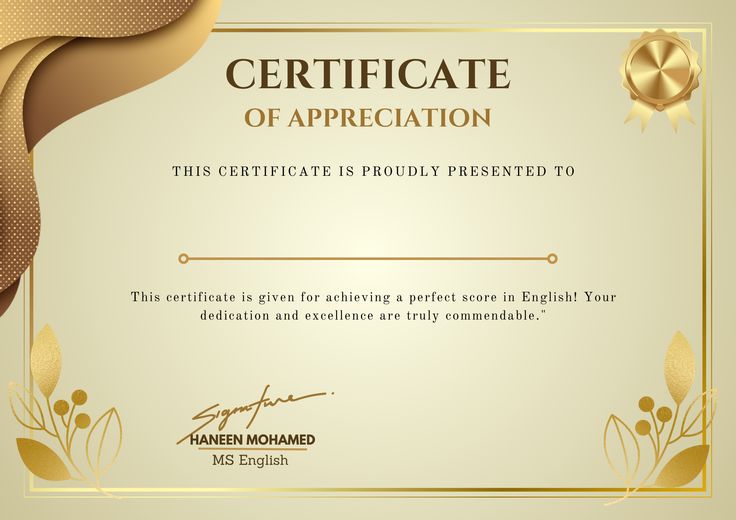 CERTIFICATE
OF APPRECIATION
THIS CERTIFICATE IS PROUDLY PRESENTED TO
This certificate is given for achieving a perfect score in English! Your
dedication and excellence are truly commendable."
Signature
HANEEN MOHAMED
MS English